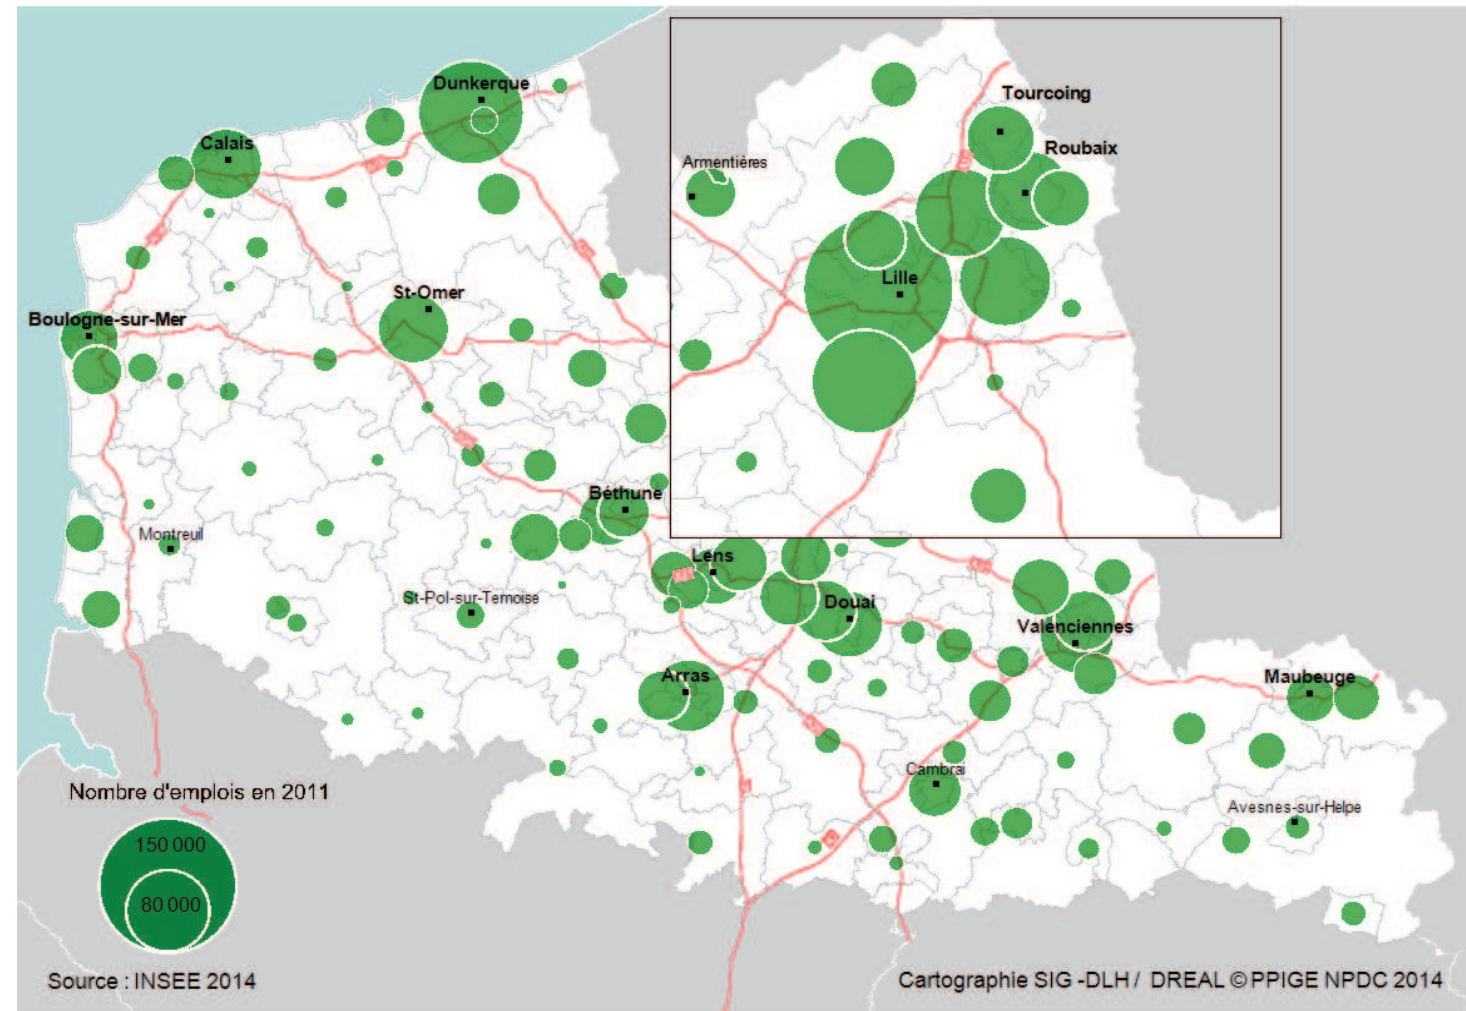 Dunkerque
Tourcoing
Calais
Roubaix
Armentières
Lille
St-Omer
Boulogne-sur-Mer
Béthune
Montreuil
Lens
St-Pol-sur-Ternoise
Douai
Valenciennes
Arras
Maubeuge
Cambrai
Avesnes-sur-Helpe
Nombre d'emplois en 2011
150 000
80 000
Source : INSEE 2014
Cartographie SIG -DLH / DREAL © PPIGE NPDC 2014